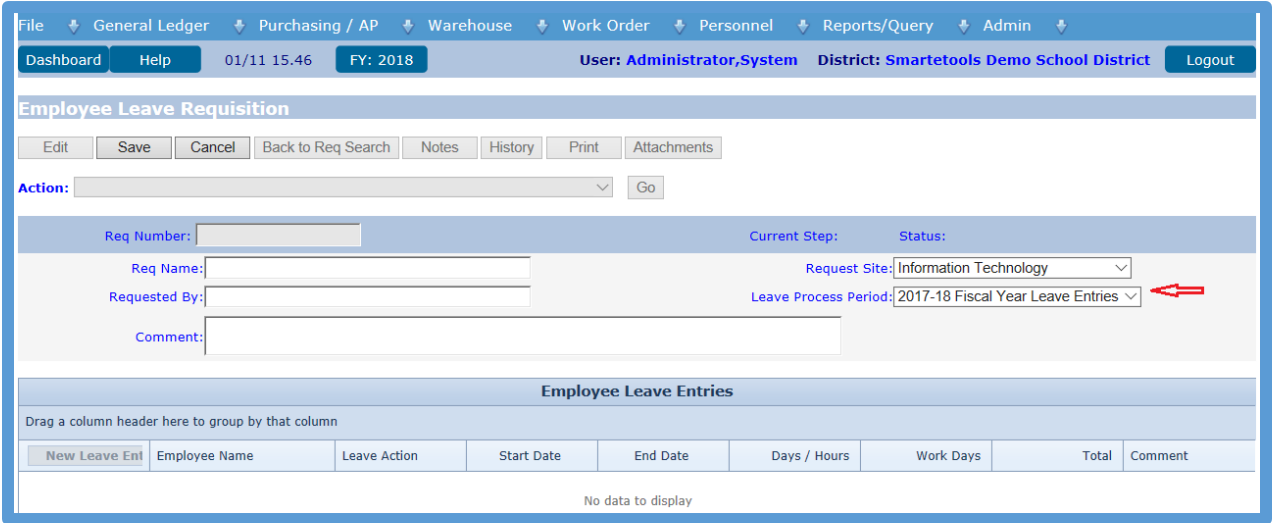 File General Ledger Purchasing / AP Warehouse Work Order Personnel Reports/Query Admin
Dashboard Help 01/11 15.46 FY: 2018 User: Administrator,System District: Smartetools Demo School District Logout
Employee Leave Requisition
Edit Save Cancel Back to Req Search Notes History Print Attachments
Action: Go
Req Number: Current Step: Status:
Req Name: Request Site: Information Technology
Requested By: Leave Process Period: 2017-18 Fiscal Year Leave Entries
Comment:
Employee Leave Entries
Drag a column header here to group by that column
New Leave Ent Employee Name Leave Action Start Date End Date Days / Hours Work Days Total Comment
No data to display